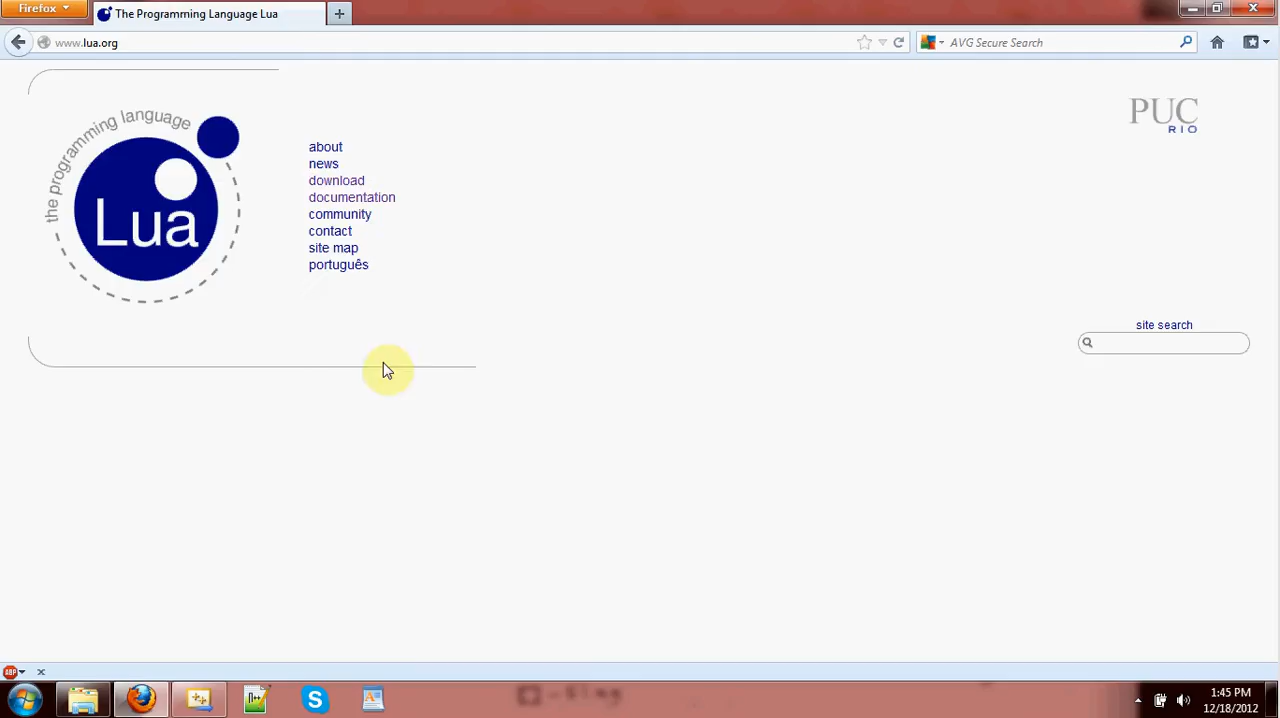 Firefox
The Programming Language Lua
www.lua.org
AVG Secure Search
the programming language
Lua
about
news
download
documentation
community
contact
site map
português
PUC
RIO
site search
ABP
N++
S
1:45 PM
12/18/2012